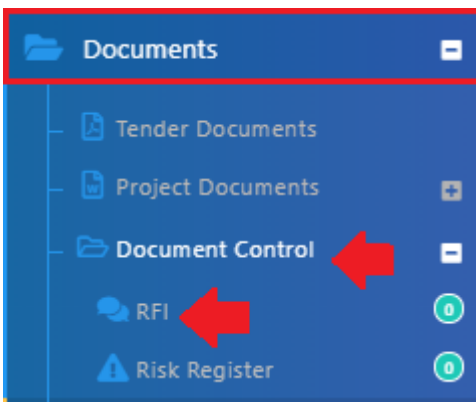 Documents
Tender Documents
Project Documents
Document Control
RFI 0
Risk Register 0